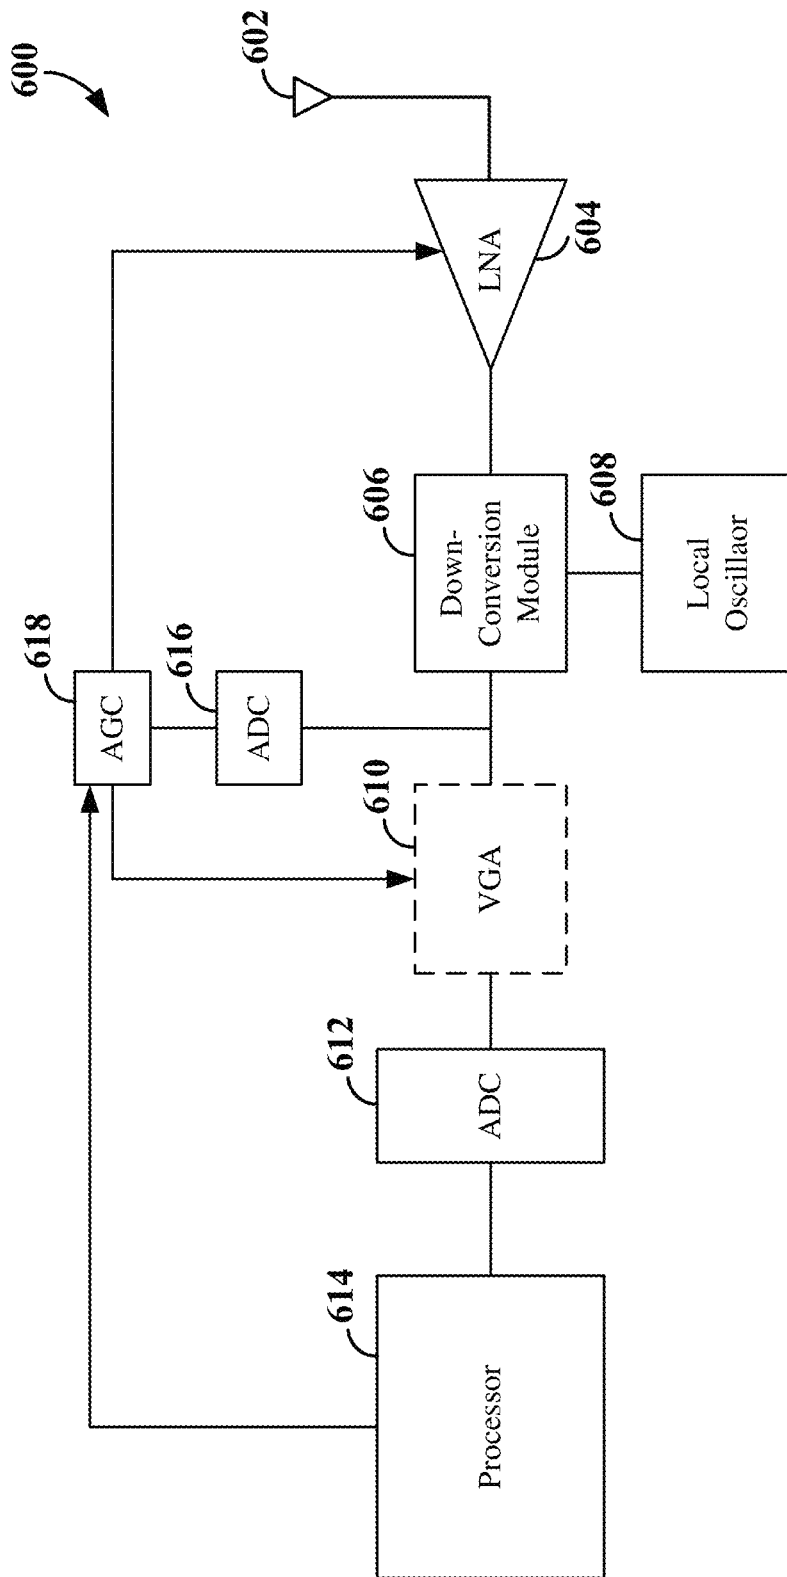 600
602
LNA
604
606
Down-
Conversion
Module
608
Local
Oscillaor
618
AGC
616
ADC
610
VGA
612
ADC
614
Processor